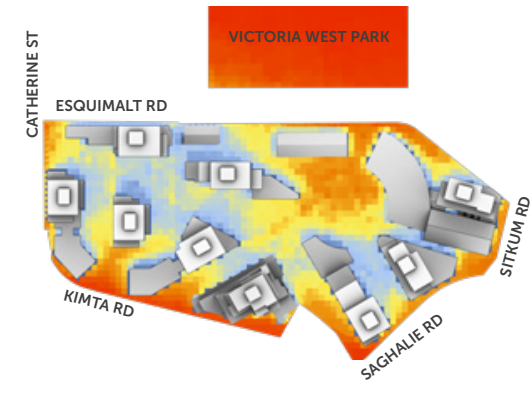 VICTORIA WEST PARK
CATHERINE ST
ESQUIMALT RD
SITKUM RD
KIMTA RD
SAGHALIE RD